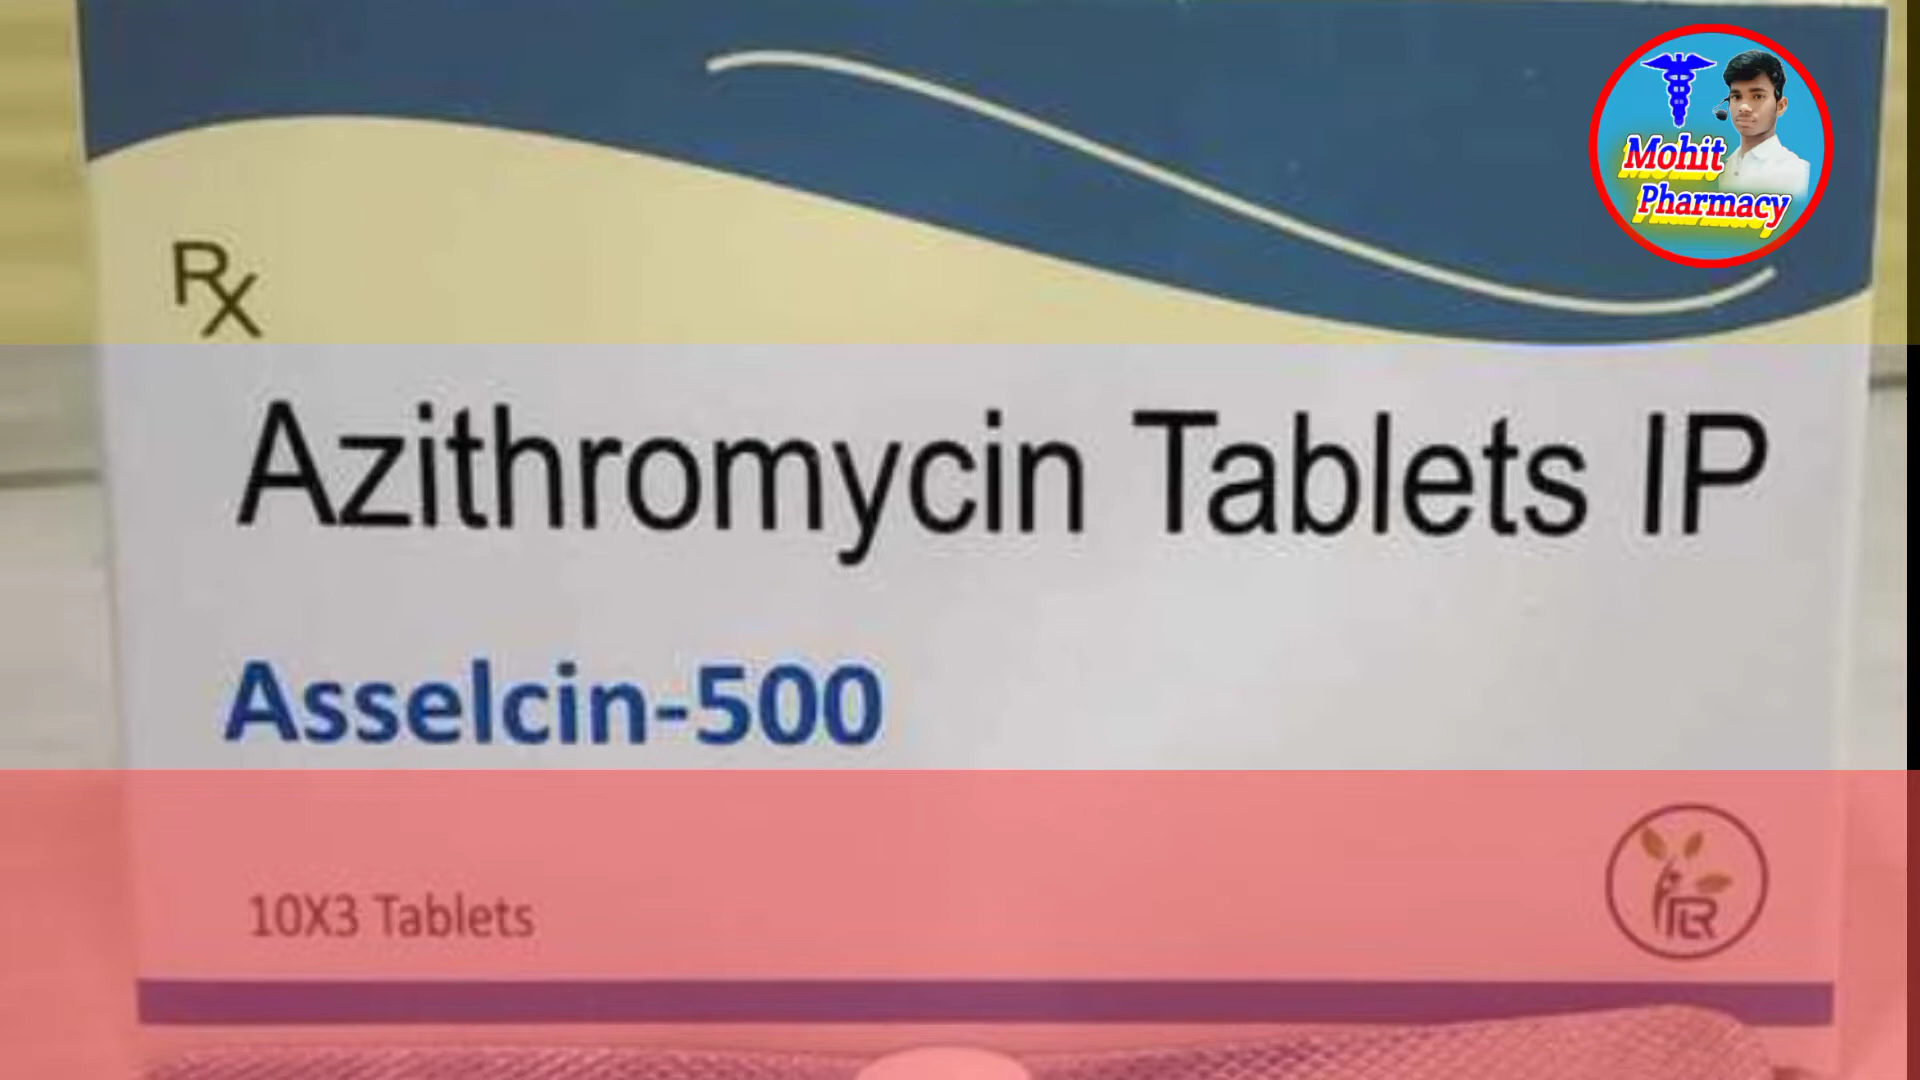 Mohit
Pharmacy
Rx
Azithromycin Tablets IP
Asselcin-500
10X3 Tablets